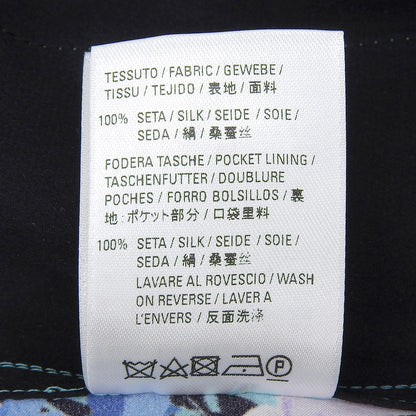 TESSUTO / FABRIC / GEWEBE /
TISSU / TEJIDO / 表地 / 面料
100% SETA / SILK / SEIDE / SOIE /
SEDA / 絹 / 桑蚕丝
FODERA TASCHE / POCKET LINING /
TASCHENFUTTER / DOUBLURE
POCHES / FORRO BOLSILLOS / 裏
地:ポケット部分 / 口袋里料
100% SETA / SILK / SEIDE / SOIE /
SEDA / 絹 / 桑蚕丝
LAVARE AL ROVESCIO / WASH
ON REVERSE / LAVER A
L'ENVERS / 反面洗涤
P